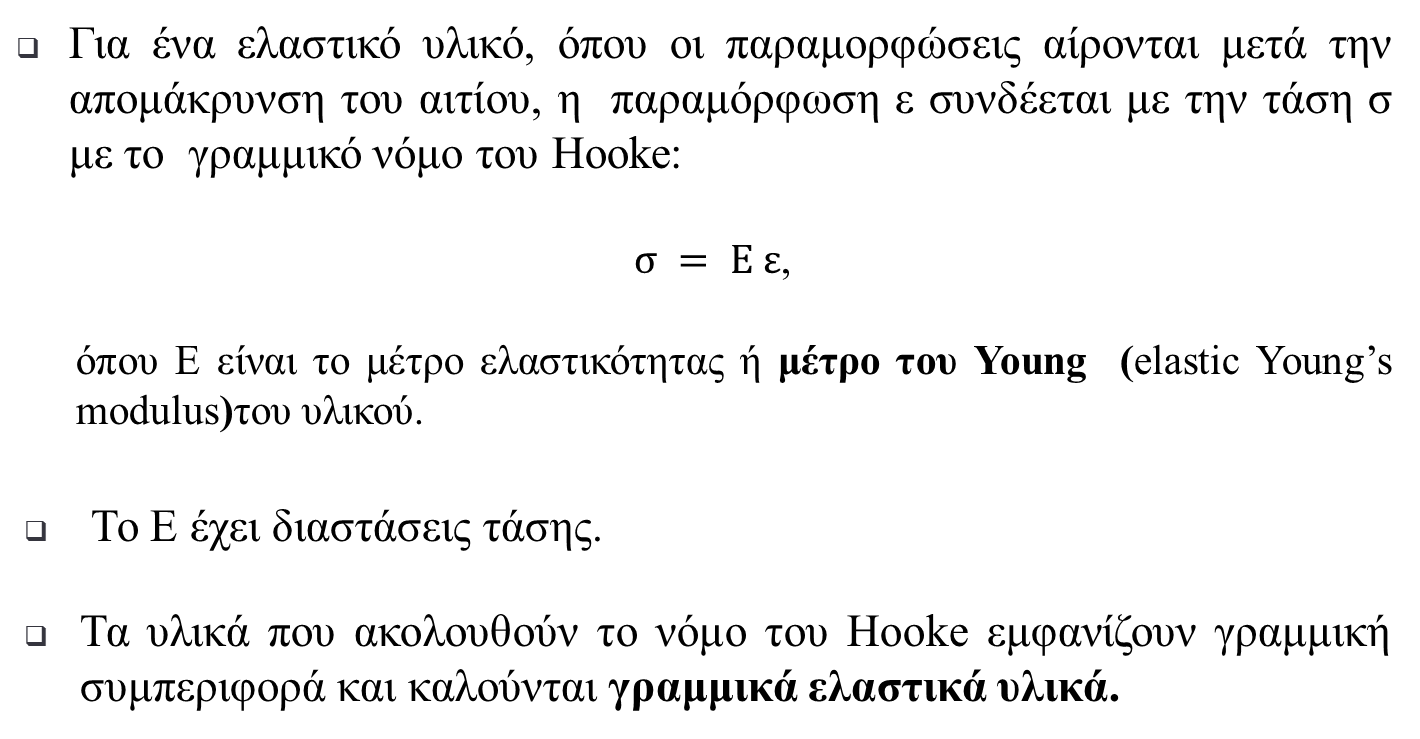 ❑ Για ένα ελαστικό υλικό, όπου οι παραμορφώσεις αίρονται μετά την
απομάκρυνση του αιτίου, η παραμόρφωση ε συνδέεται με την τάση σ
με το γραμμικό νόμο του Hooke:
σ = Ε ε,
όπου Ε είναι το μέτρο ελαστικότητας ή μέτρο του Young (elastic Young’s
modulus)του υλικού.
❑ Το Ε έχει διαστάσεις τάσης.
❑ Τα υλικά που ακολουθούν το νόμο του Hooke εμφανίζουν γραμμική
συμπεριφορά και καλούνται γραμμικά ελαστικά υλικά.